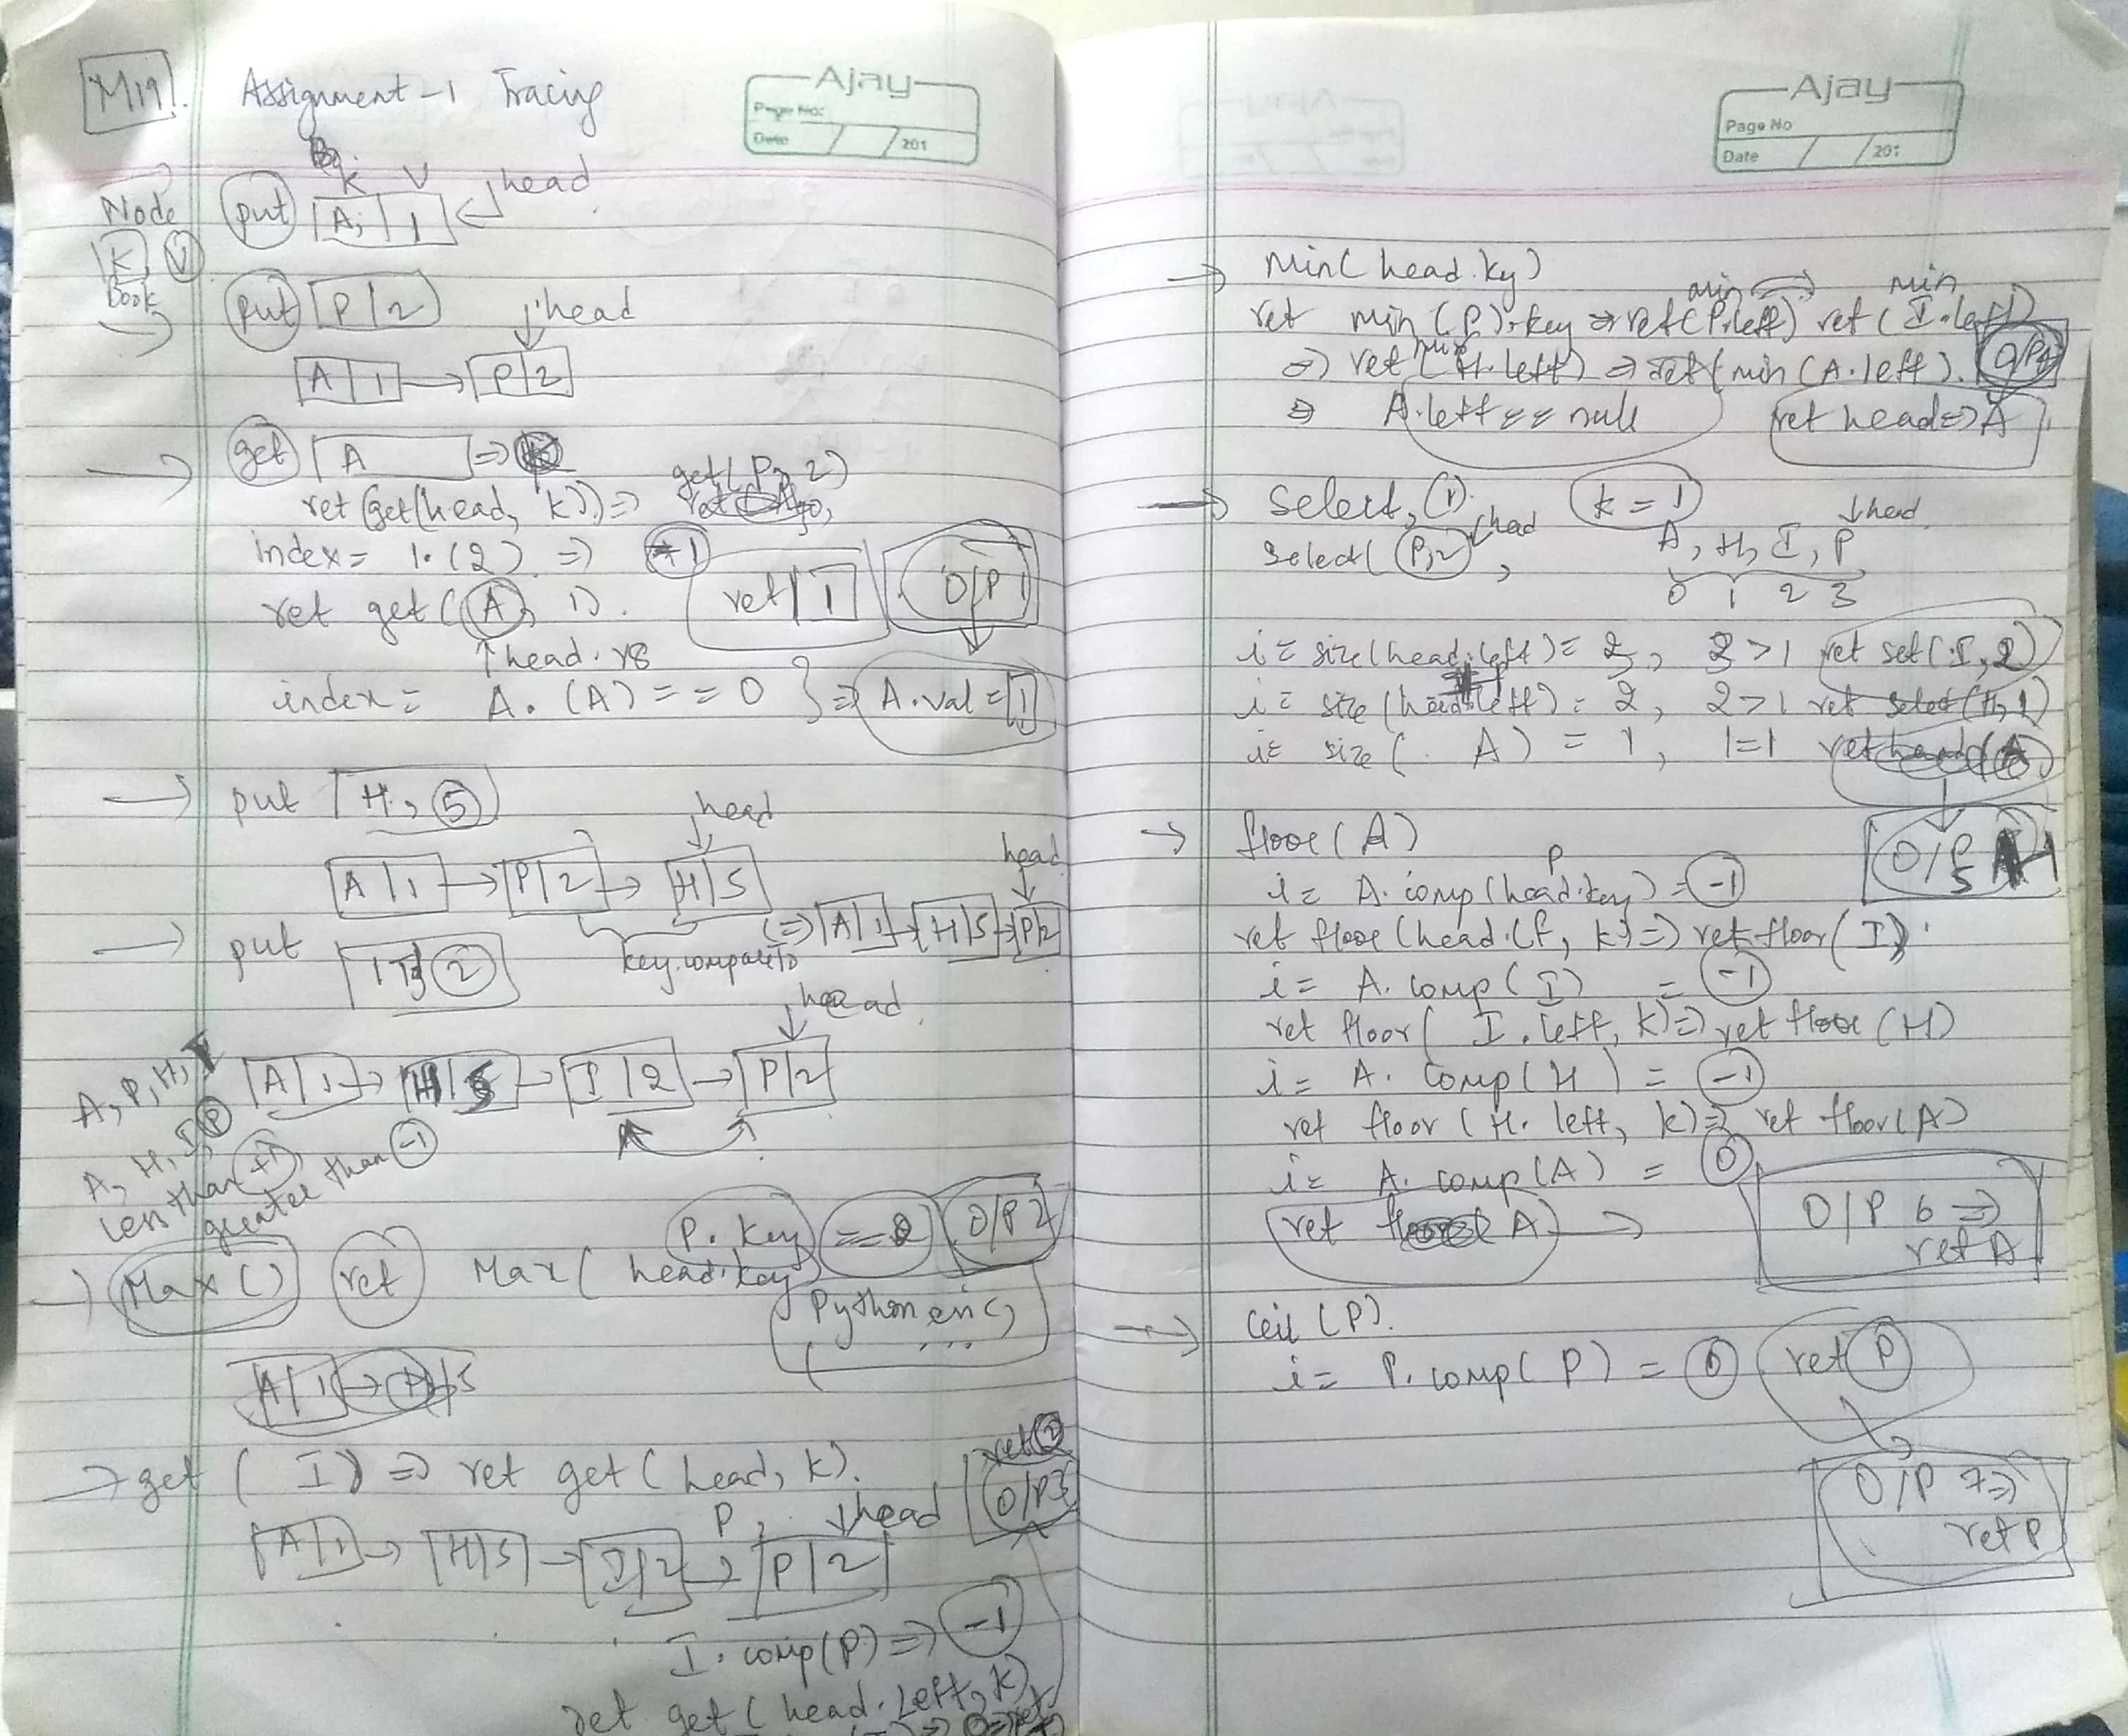 M19. Assignment-1 Tracing
Ajay
Page No:
Date / / 201
K V head
Node put A, 1
K V
book
put P 2
head
A 1 → P 2
get A ⇒
ret (get(head, k)) ⇒ get(P, 2)
index = 1. (2) ⇒ 1
ret get (A, 1). ret 1 O/P 1
head.
index = A. (A) == 0 } ⇒ A.val = 1
put H, 5
head
A 1 → P 2 → H 5
head
⇒ A 1 → H 5 → P 2
put I, 2
key.compareTo
head
A, P, H, I
A 1 → H 5 → I 2 → P 2
A, H, I, P
less than +1
greater than -1
P. key == O/P 2
Max() ret Max( head.key)
Python
A 1 → H 5
→ get ( I ) ⇒ ret get ( head, k).
ret 2
O/P 3
P, head
A 1 → H 5 → I 2 → P 2
I. comp(P) ⇒ -1
ret get ( head. Left, k)
Ajay
Page No
Date / / 201
→ Min( head.key)
min min
ret min (P).key ⇒ ret (P.left) ret (I.left)
⇒ ret min (H.left) ⇒ ret (min (A.left). O/P 4
⇒ A.left == null ret head ⇒ A
→ Select, (1) k = 1 head
head
Select( P, 2 , A, H, I, P
0 1 2 3
i = size(head.left) = 3, 3 > 1 ret set( I, 2)
i = size (head.left) = 2, 2 > 1 ret select (H, 1)
i = size ( . A) = 1, 1=1 ret head (A)
→ floor ( A )
O/P 5 H
P
i = A. comp (head.key) = -1
ret floor (head.lf, k) ⇒ ret floor ( I ).
i = A. comp ( I ) = -1
ret floor ( I. left, k) ⇒ ret floor (H)
i = A. comp ( H ) = -1
ret floor ( H. left, k) ⇒ ret floor (A)
i = A. comp (A) = 0
ret A → O/P 6 ⇒ ret A
→ Ceil (P).
i = P. comp( P ) = 0 ret P
O/P 7 ⇒
ret P